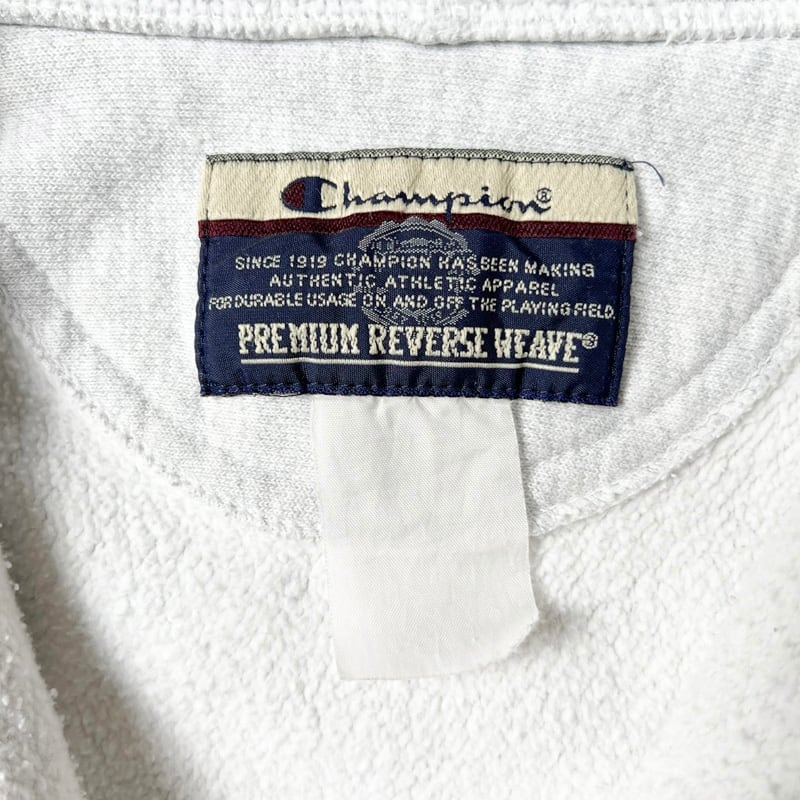 Champion®
SINCE 1919 CHAMPION HAS BEEN MAKING
AUTHENTIC ATHLETIC APPAREL
FOR DURABLE USAGE ON AND OFF THE PLAYING FIELD.
PREMIUM REVERSE WEAVE®